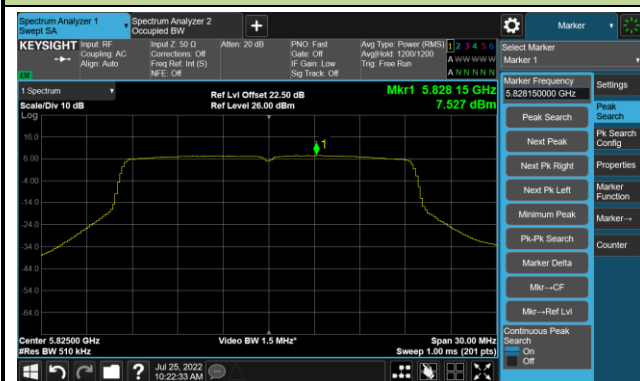 Spectrum Analyzer 1
Swept SA
Spectrum Analyzer 2
Occupied BW
+
Marker
KEYSIGHT
Input: RF
Coupling: AC
Align: Auto
Input Z: 50 Ω
Corrections: Off
Freq Ref: Int (S)
NFE: Off
Atten: 20 dB
PNO: Fast
Gate: Off
IF Gain: Low
Sig Track: Off
Avg Type: Power (RMS)
Avg|Hold: 1200/1200
Trig: Free Run
1 2 3 4 5 6
A W W W W W
A N N N N N
Select Marker
Marker 1
1 Spectrum
Scale/Div 10 dB
Log
Ref Lvl Offset 22.50 dB
Ref Level 26.00 dBm
Mkr1 5.828 15 GHz
7.527 dBm
16.0
6.00
-4.00
-14.0
-24.0
-34.0
-44.0
-54.0
-64.0
1
Center 5.82500 GHz
#Res BW 510 kHz
Video BW 1.5 MHz*
Span 30.00 MHz
Sweep 1.00 ms (201 pts)
Marker Frequency
5.828150000 GHz
Peak Search
Next Peak
Next Pk Right
Next Pk Left
Minimum Peak
Pk-Pk Search
Marker Delta
Mkr→CF
Mkr→Ref Lvl
Continuous Peak
Search
On
Off
Settings
Peak
Search
Pk Search
Config
Properties
Marker
Function
Marker→
Counter
?
Jul 25, 2022
10:22:33 AM